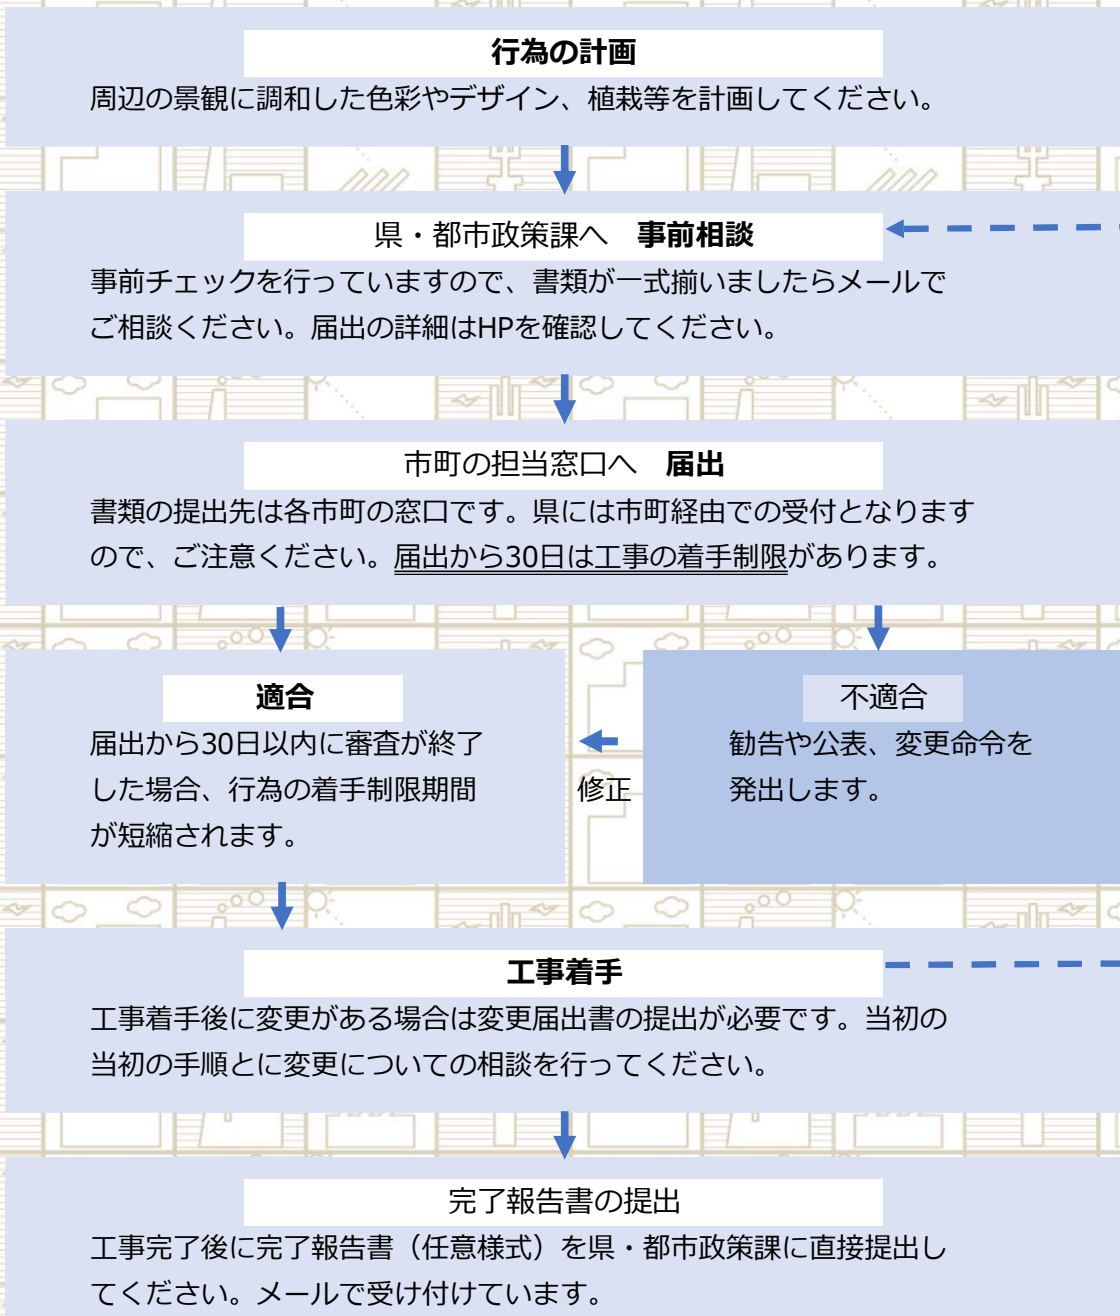 行為の計画
周辺の景観に調和した色彩やデザイン、植栽等を計画してください。
県・都市政策課へ　事前相談
事前チェックを行っていますので、書類が一式揃いましたらメールで
ご相談ください。届出の詳細はHPを確認してください。
市町の担当窓口へ　届出
書類の提出先は各市町の窓口です。県には市町経由での受付となります
ので、ご注意ください。届出から30日は工事の着手制限があります。
適合
届出から30日以内に審査が終了
した場合、行為の着手制限期間
が短縮されます。
修正
不適合
勧告や公表、変更命令を
発出します。
工事着手
工事着手後に変更がある場合は変更届出書の提出が必要です。当初の
当初の手順とに変更についての相談を行ってください。
完了報告書の提出
工事完了後に完了報告書（任意様式）を県・都市政策課に直接提出し
てください。メールで受け付けています。